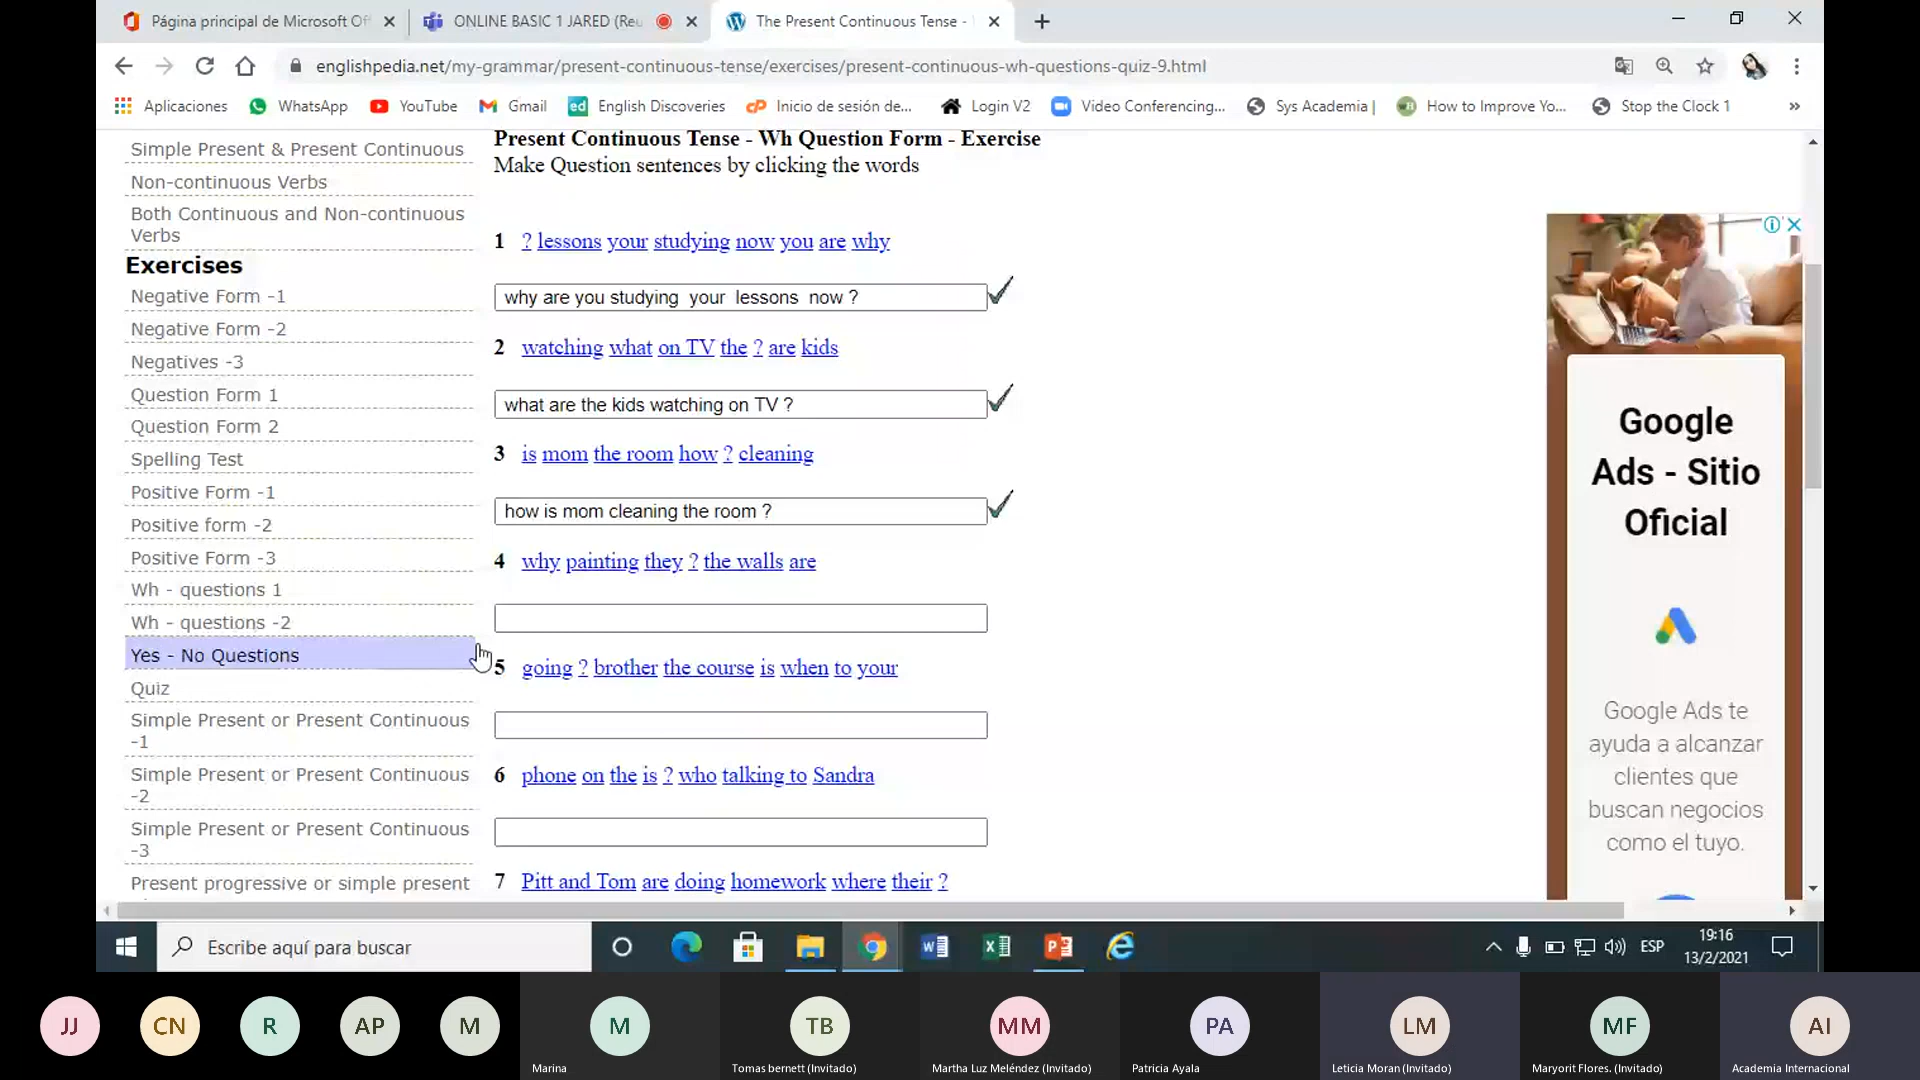 Página principal de Microsoft Of
ONLINE BASIC 1 JARED (Reu
The Present Continuous Tense -
englishpedia.net/my-grammar/present-continuous-tense/exercises/present-continuous-wh-questions-quiz-9.html
Aplicaciones
WhatsApp
YouTube
Gmail
English Discoveries
Inicio de sesión de...
Login V2
Video Conferencing...
Sys Academia |
How to Improve Yo...
Stop the Clock 1
»
Simple Present & Present Continuous
Non-continuous Verbs
Both Continuous and Non-continuous
Verbs
Exercises
Negative Form -1
Negative Form -2
Negatives -3
Question Form 1
Question Form 2
Spelling Test
Positive Form -1
Positive form -2
Positive Form -3
Wh - questions 1
Wh - questions -2
Yes - No Questions
Quiz
Simple Present or Present Continuous
-1
Simple Present or Present Continuous
-2
Simple Present or Present Continuous
-3
Present progressive or simple present
Present Continuous Tense - Wh Question Form - Exercise
Make Question sentences by clicking the words
1 ? lessons your studying now you are why
why are you studying your lessons now ?
2 watching what on TV the ? are kids
what are the kids watching on TV ?
3 is mom the room how ? cleaning
how is mom cleaning the room ?
4 why painting they ? the walls are
5 going ? brother the course is when to your
6 phone on the is ? who talking to Sandra
7 Pitt and Tom are doing homework where their ?
Google
Ads - Sitio
Oficial
Google Ads te
ayuda a alcanzar
clientes que
buscan negocios
como el tuyo.
Escribe aquí para buscar
ESP
19:16
13/2/2021
JJ
CN
R
AP
M
M
TB
MM
PA
LM
MF
AI
Marina
Tomas bernett (Invitado)
Martha Luz Meléndez (Invitado)
Patricia Ayala
Leticia Moran (Invitado)
Maryorit Flores. (Invitado)
Academia Internacional